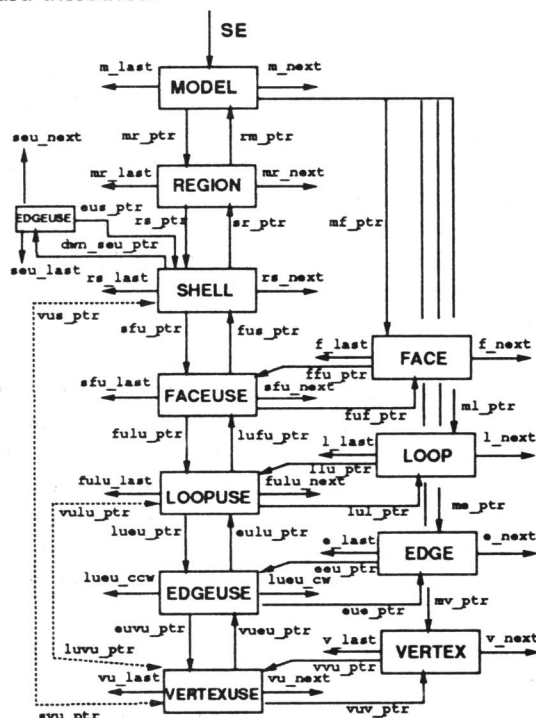 SE
m_last
m_next
MODEL
mr_ptr
rm_ptr
seu_next
mr_last
mr_next
REGION
eus_ptr
EDGEUSE
rs_ptr
sr_ptr
mf_ptr
dwn_seu_ptr
seu_last
rs_last
rs_next
SHELL
vus_ptr
sfu_ptr
fus_ptr
f_last
f_next
FACE
ffu_ptr
sfu_last
sfu_next
FACEUSE
fuf_ptr
ml_ptr
fulu_ptr
lufu_ptr
l_last
l_next
LOOP
llu_ptr
fulu_last
fulu_next
LOOPUSE
vulu_ptr
lul_ptr
me_ptr
lueu_ptr
eulu_ptr
e_last
e_next
EDGE
eeu_ptr
lueu_ccw
lueu_cw
EDGEUSE
eue_ptr
mv_ptr
euvu_ptr
vueu_ptr
v_last
v_next
luvu_ptr
VERTEX
vvu_ptr
vu_last
vu_next
VERTEXUSE
vuv_ptr
svu_ptr